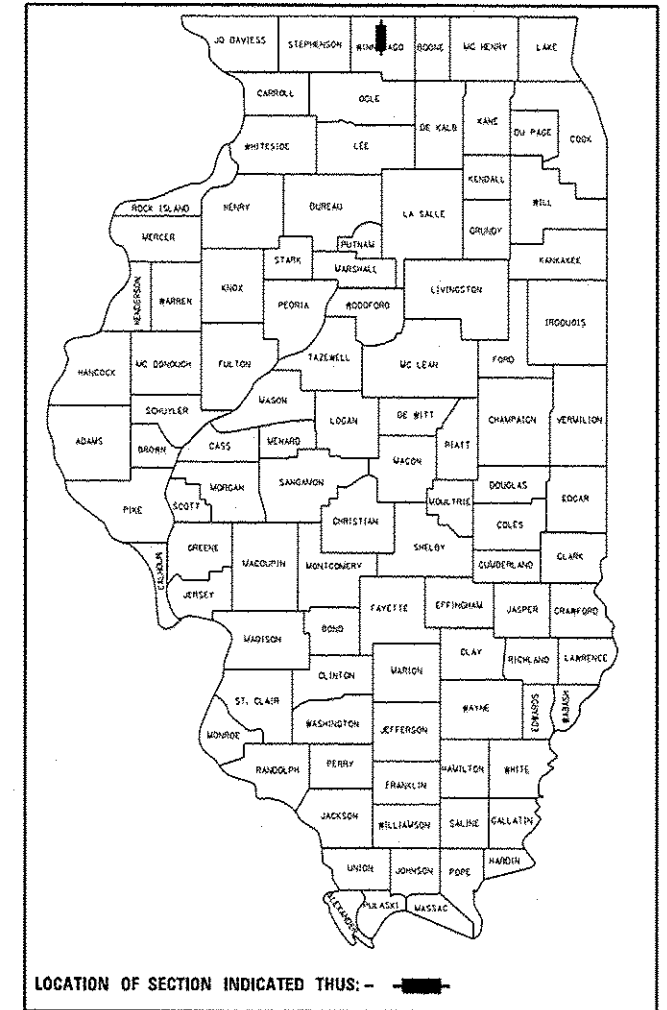 JO DAVIESS
STEPHENSON
WINNEBAGO
BOONE
MC HENRY
LAKE
CARROLL
OGLE
DE KALB
KANE
DU PAGE
COOK
WHITESIDE
LEE
KENDALL
WILL
ROCK ISLAND
HENRY
BUREAU
LA SALLE
GRUNDY
MERCER
PUTNAM
KANKAKEE
STARK
MARSHALL
HENDERSON
WARREN
KNOX
PEORIA
WOODFORD
LIVINGSTON
IROQUOIS
HANCOCK
MC DONOUGH
FULTON
TAZEWELL
MC LEAN
FORD
MASON
SCHUYLER
LOGAN
DE WITT
CHAMPAIGN
VERMILION
ADAMS
BROWN
CASS
MENARD
PIATT
MACON
MORGAN
SANGAMON
DOUGLAS
PIKE
SCOTT
MOULTRIE
EDGAR
CHRISTIAN
COLES
GREENE
SHELBY
CALHOUN
MACOUPIN
MONTGOMERY
CUMBERLAND
CLARK
JERSEY
FAYETTE
EFFINGHAM
JASPER
CRAWFORD
BOND
MADISON
CLAY
CLINTON
MARION
RICHLAND
LAWRENCE
ST. CLAIR
WAYNE
EDWARDS
WABASH
WASHINGTON
JEFFERSON
MONROE
RANDOLPH
PERRY
HAMILTON
WHITE
FRANKLIN
JACKSON
WILLIAMSON
SALINE
GALLATIN
UNION
JOHNSON
POPE
HARDIN
ALEXANDER
PULASKI
MASSAC
LOCATION OF SECTION INDICATED THUS: -